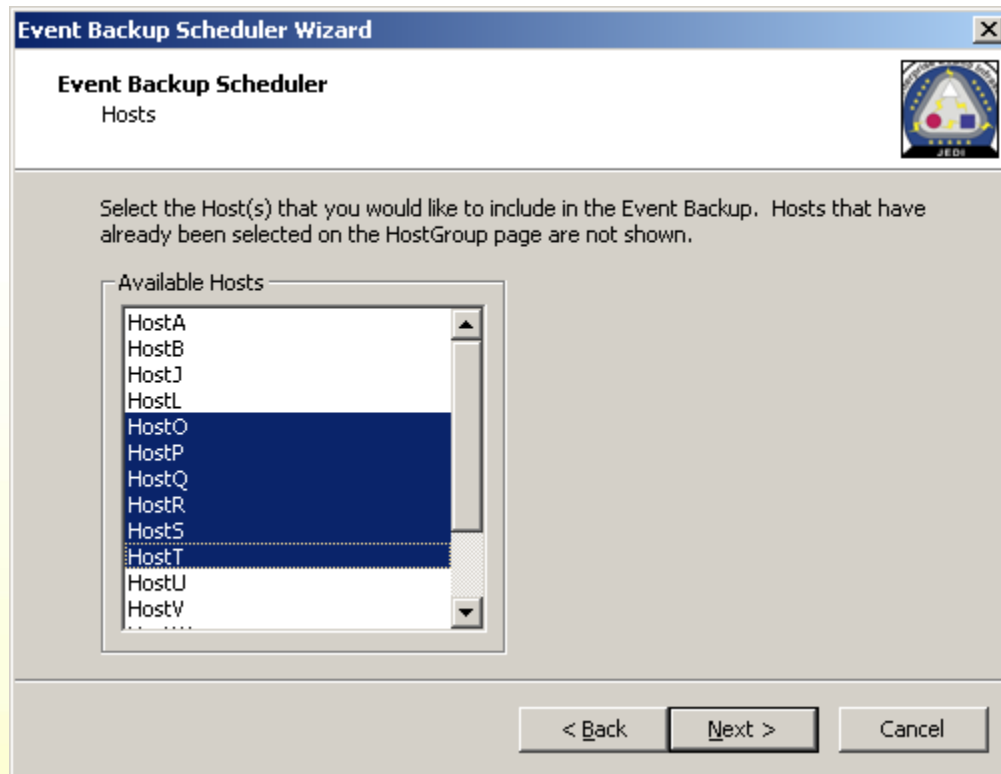 Event Backup Scheduler Wizard
Event Backup Scheduler
Hosts
JEDI
Select the Host(s) that you would like to include in the Event Backup.  Hosts that have
already been selected on the HostGroup page are not shown.
Available Hosts
HostA
HostB
HostJ
HostL
HostO
HostP
HostQ
HostR
HostS
HostT
HostU
HostV
< Back
Next >
Cancel